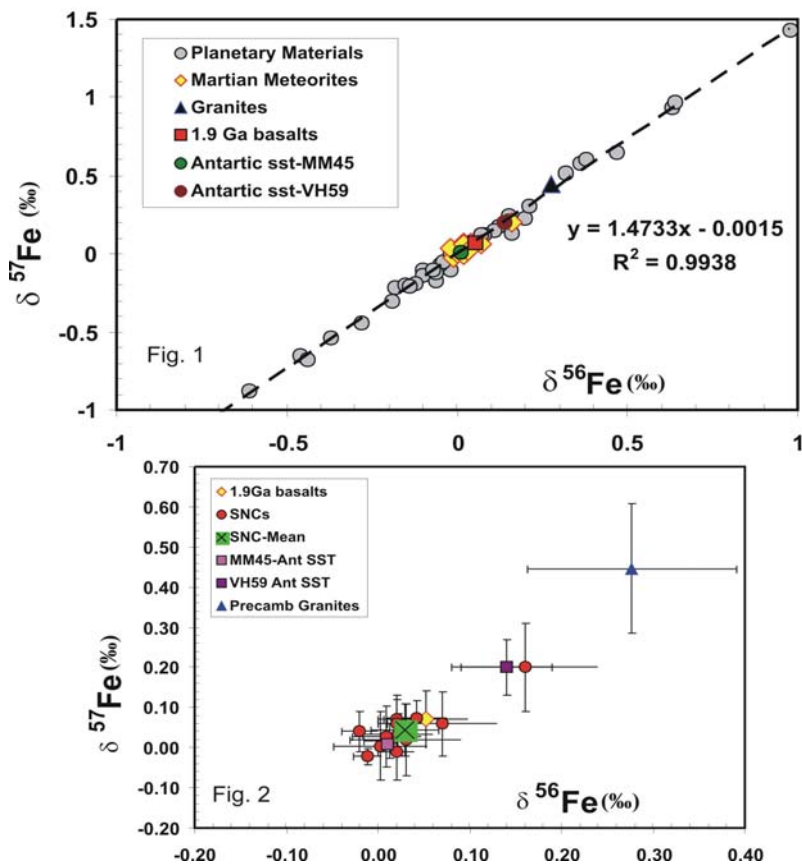 1.5
1
0.5
0
-0.5
-1
δ 57Fe (‰)
Planetary Materials
Martian Meteorites
Granites
1.9 Ga basalts
Antartic sst-MM45
Antartic sst-VH59
y = 1.4733x - 0.0015
R2 = 0.9938
Fig. 1
δ 56Fe (‰)
-1
-0.5
0
0.5
1
0.70
0.60
0.50
0.40
0.30
0.20
0.10
0.00
-0.10
-0.20
δ 57Fe (‰)
1.9Ga basalts
SNCs
SNC-Mean
MM45-Ant SST
VH59 Ant SST
Precamb Granites
Fig. 2
δ 56Fe (‰)
-0.20
-0.10
0.00
0.10
0.20
0.30
0.40